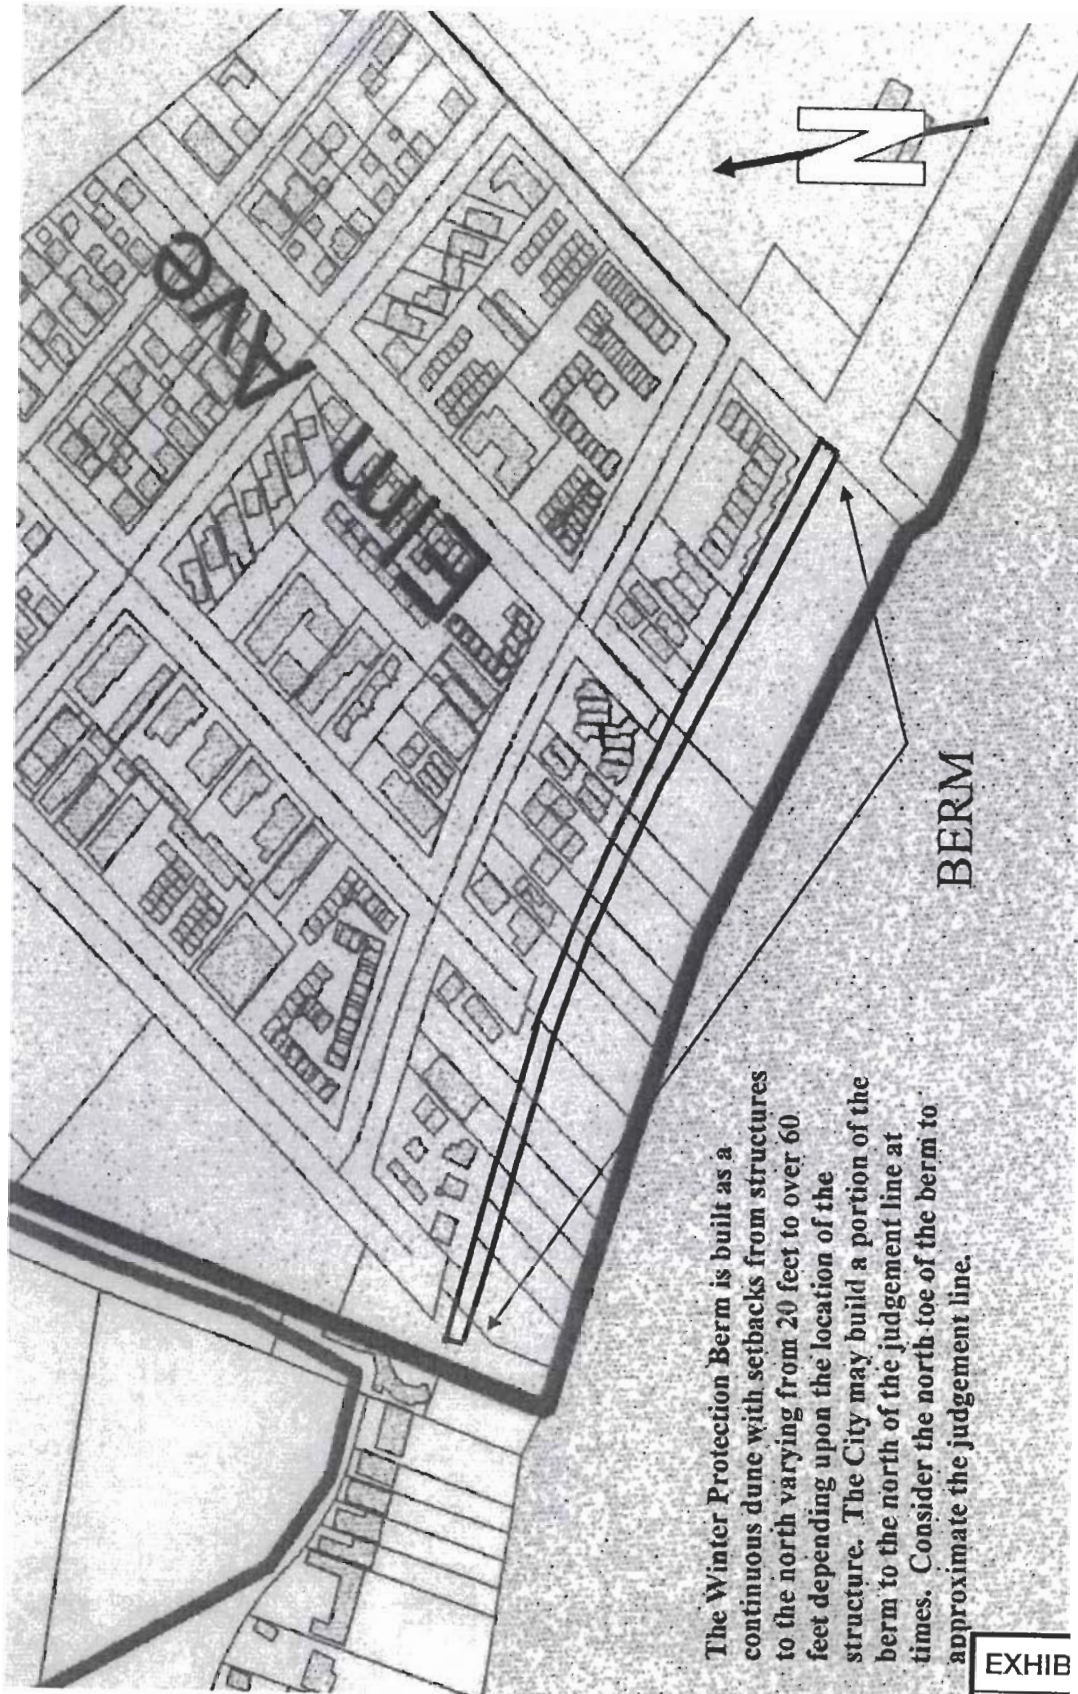 Elm Ave
N
BERM
The Winter Protection Berm is built as a
continuous dune with setbacks from structures
to the north varying from 20 feet to over 60
feet depending upon the location of the
structure. The City may build a portion of the
berm to the north of the judgement line at
times. Consider the north toe of the berm to
approximate the judgement line.
EXHIB